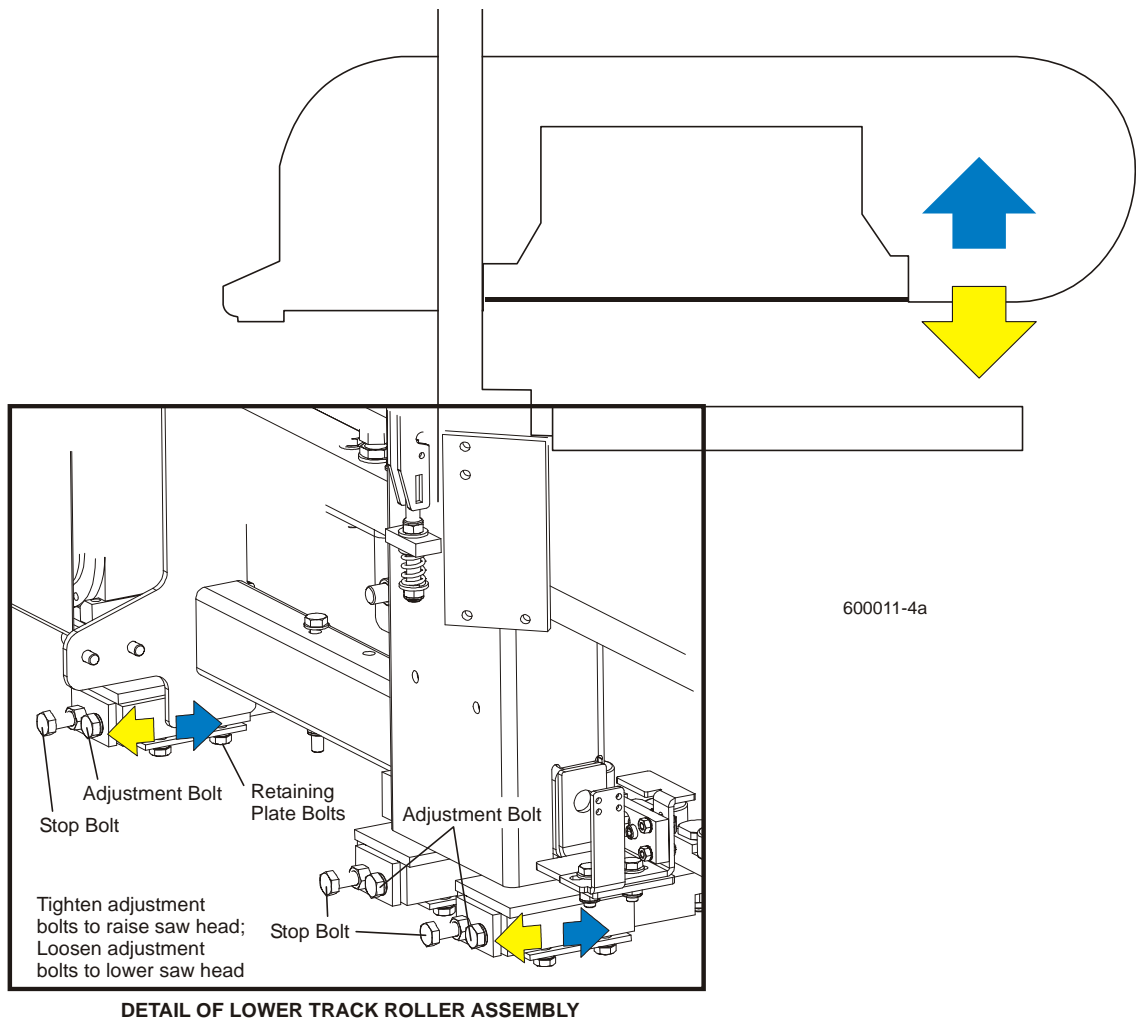 600011-4a
Adjustment Bolt
Retaining
Plate Bolts
Stop Bolt
Adjustment Bolt
Tighten adjustment
bolts to raise saw head;
Loosen adjustment
bolts to lower saw head
Stop Bolt
DETAIL OF LOWER TRACK ROLLER ASSEMBLY